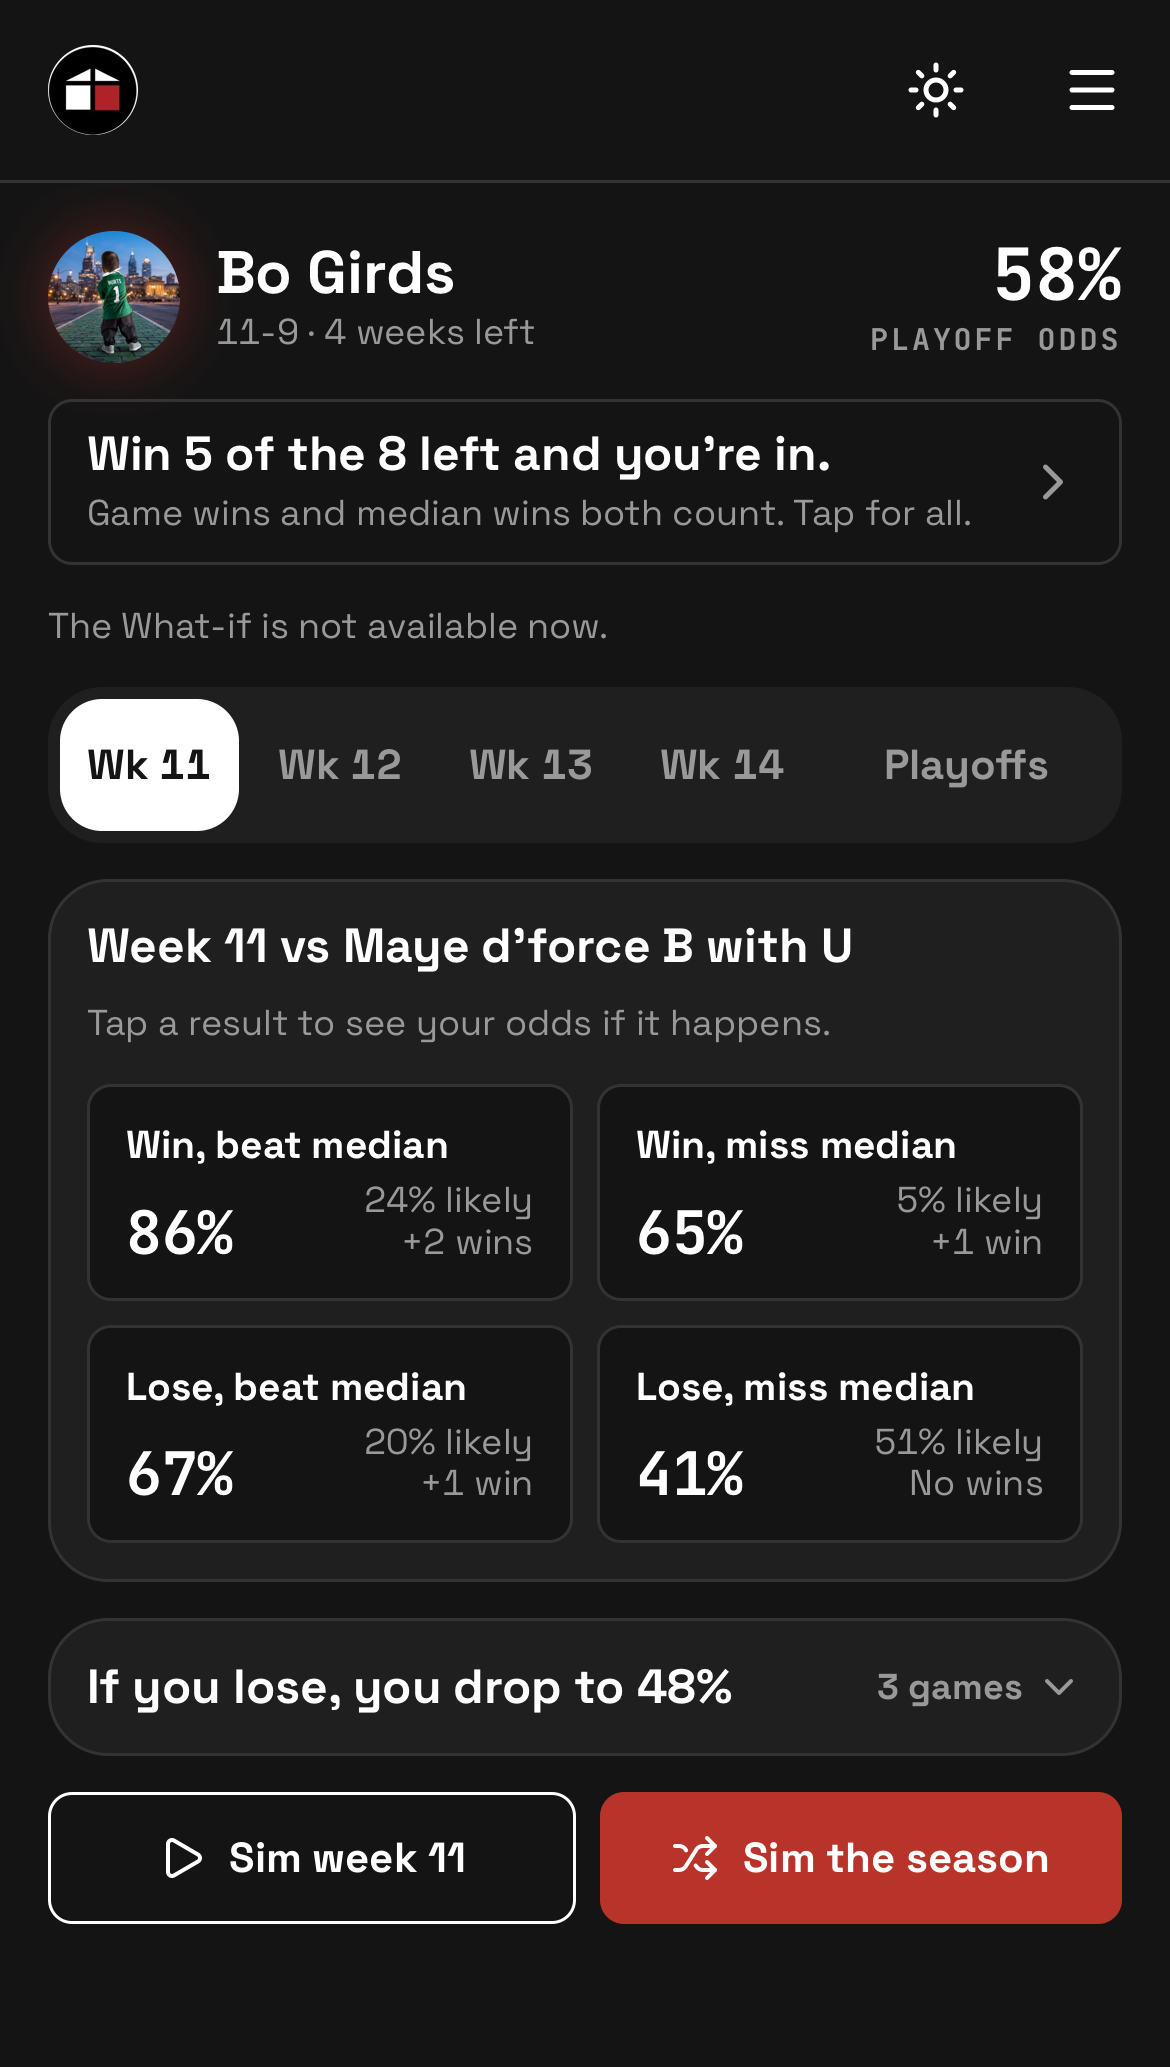 Bo Girds
11-9 · 4 weeks left
58%
PLAYOFF ODDS
Win 5 of the 8 left and you’re in.
Game wins and median wins both count. Tap for all.
The What-if is not available now.
Wk 11 Wk 12 Wk 13 Wk 14 Playoffs
Week 11 vs Maye d’force B with U
Tap a result to see your odds if it happens.
Win, beat median
86%
24% likely
+2 wins
Win, miss median
65%
5% likely
+1 win
Lose, beat median
67%
20% likely
+1 win
Lose, miss median
41%
51% likely
No wins
If you lose, you drop to 48%
3 games
Sim week 11
Sim the season